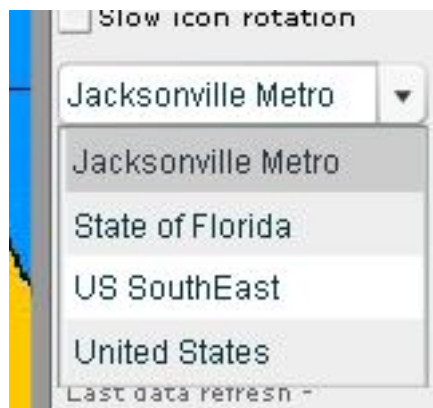 Slow icon rotation
Jacksonville Metro
Jacksonville Metro
State of Florida
US SouthEast
United States
Last data refresh -